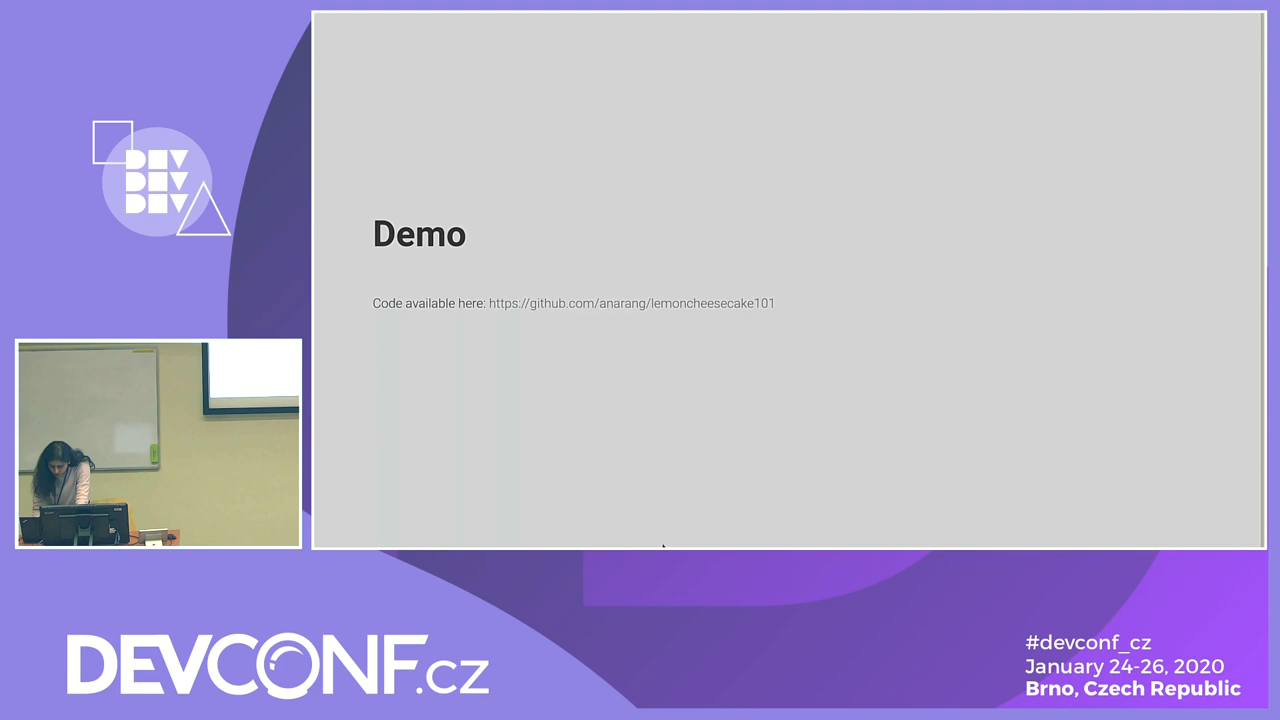 DEV
DEV
DEV
Demo
Code available here: https://github.com/anarang/lemoncheesecake101
DEVCONF.cz
#devconf_cz
January 24-26, 2020
Brno, Czech Republic